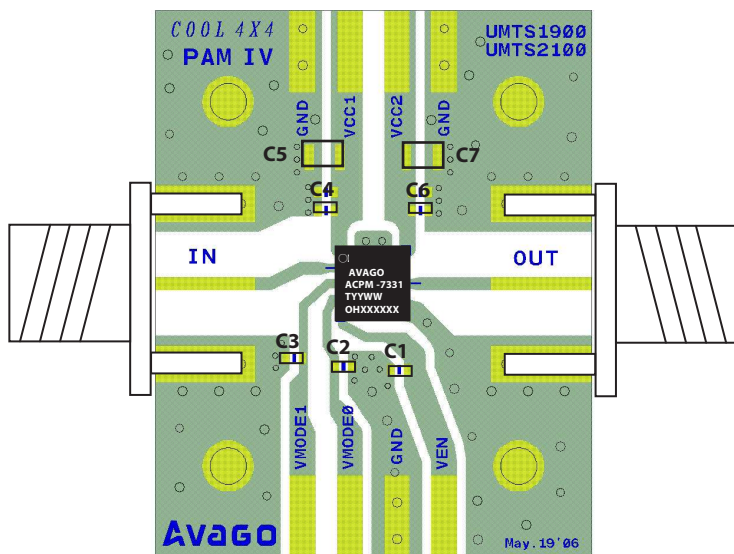 COOL 4X4
PAM IV
UMTS1900
UMTS2100
GND
VCC1
VCC2
GND
C5
C7
C4
C6
IN
OUT
AVAGO
ACPM -7331
TYYWW
OHXXXXXX
C3
C2
C1
VMODE1
VMODE0
GND
VEN
AVAGO
May.19'06